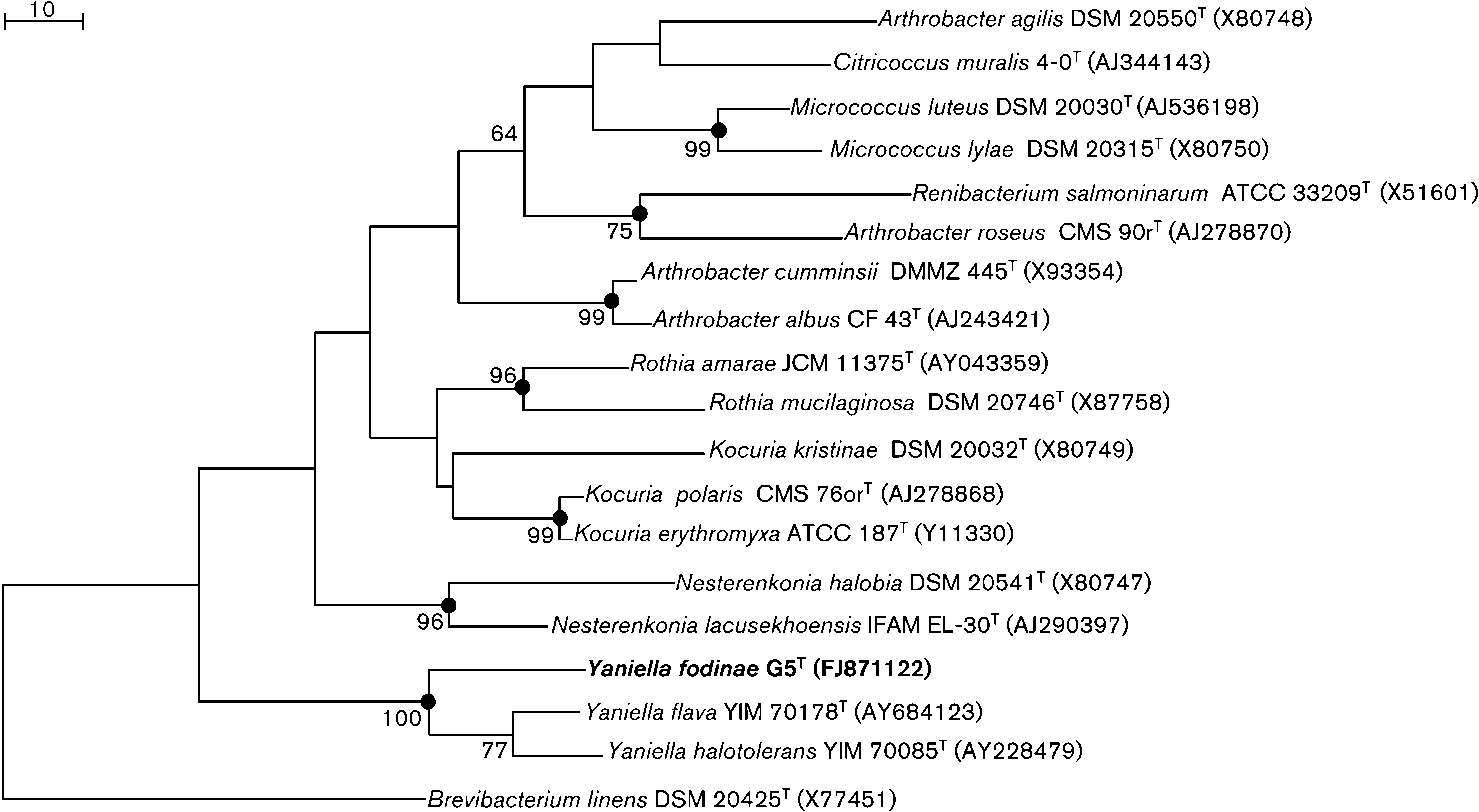 10
Arthrobacter agilis DSM 20550T (X80748)
Citricoccus muralis 4-0T (AJ344143)
Micrococcus luteus DSM 20030T (AJ536198)
64
99
Micrococcus lylae DSM 20315T (X80750)
Renibacterium salmoninarum ATCC 33209T (X51601)
75
Arthrobacter roseus CMS 90rT (AJ278870)
Arthrobacter cumminsii DMMZ 445T (X93354)
99
Arthrobacter albus CF 43T (AJ243421)
Rothia amarae JCM 11375T (AY043359)
96
Rothia mucilaginosa DSM 20746T (X87758)
Kocuria kristinae DSM 20032T (X80749)
Kocuria polaris CMS 76orT (AJ278868)
99
Kocuria erythromyxa ATCC 187T (Y11330)
Nesterenkonia halobia DSM 20541T (X80747)
96
Nesterenkonia lacusekhoensis IFAM EL-30T (AJ290397)
Yaniella fodinae G5T (FJ871122)
100
Yaniella flava YIM 70178T (AY684123)
77
Yaniella halotolerans YIM 70085T (AY228479)
Brevibacterium linens DSM 20425T (X77451)